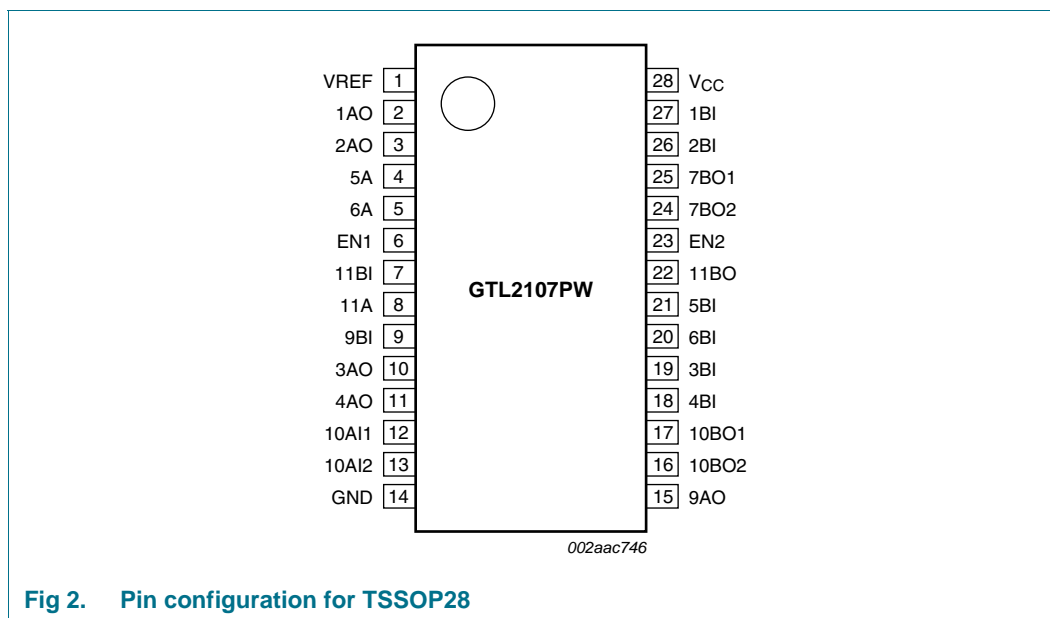 VREF 1 28 VCC
1AO 2 27 1BI
2AO 3 26 2BI
5A 4 25 7BO1
6A 5 24 7BO2
EN1 6 23 EN2
11BI 7 22 11BO
GTL2107PW
11A 8 21 5BI
9BI 9 20 6BI
3AO 10 19 3BI
4AO 11 18 4BI
10AI1 12 17 10BO1
10AI2 13 16 10BO2
GND 14 15 9AO
002aac746
Fig 2. Pin configuration for TSSOP28